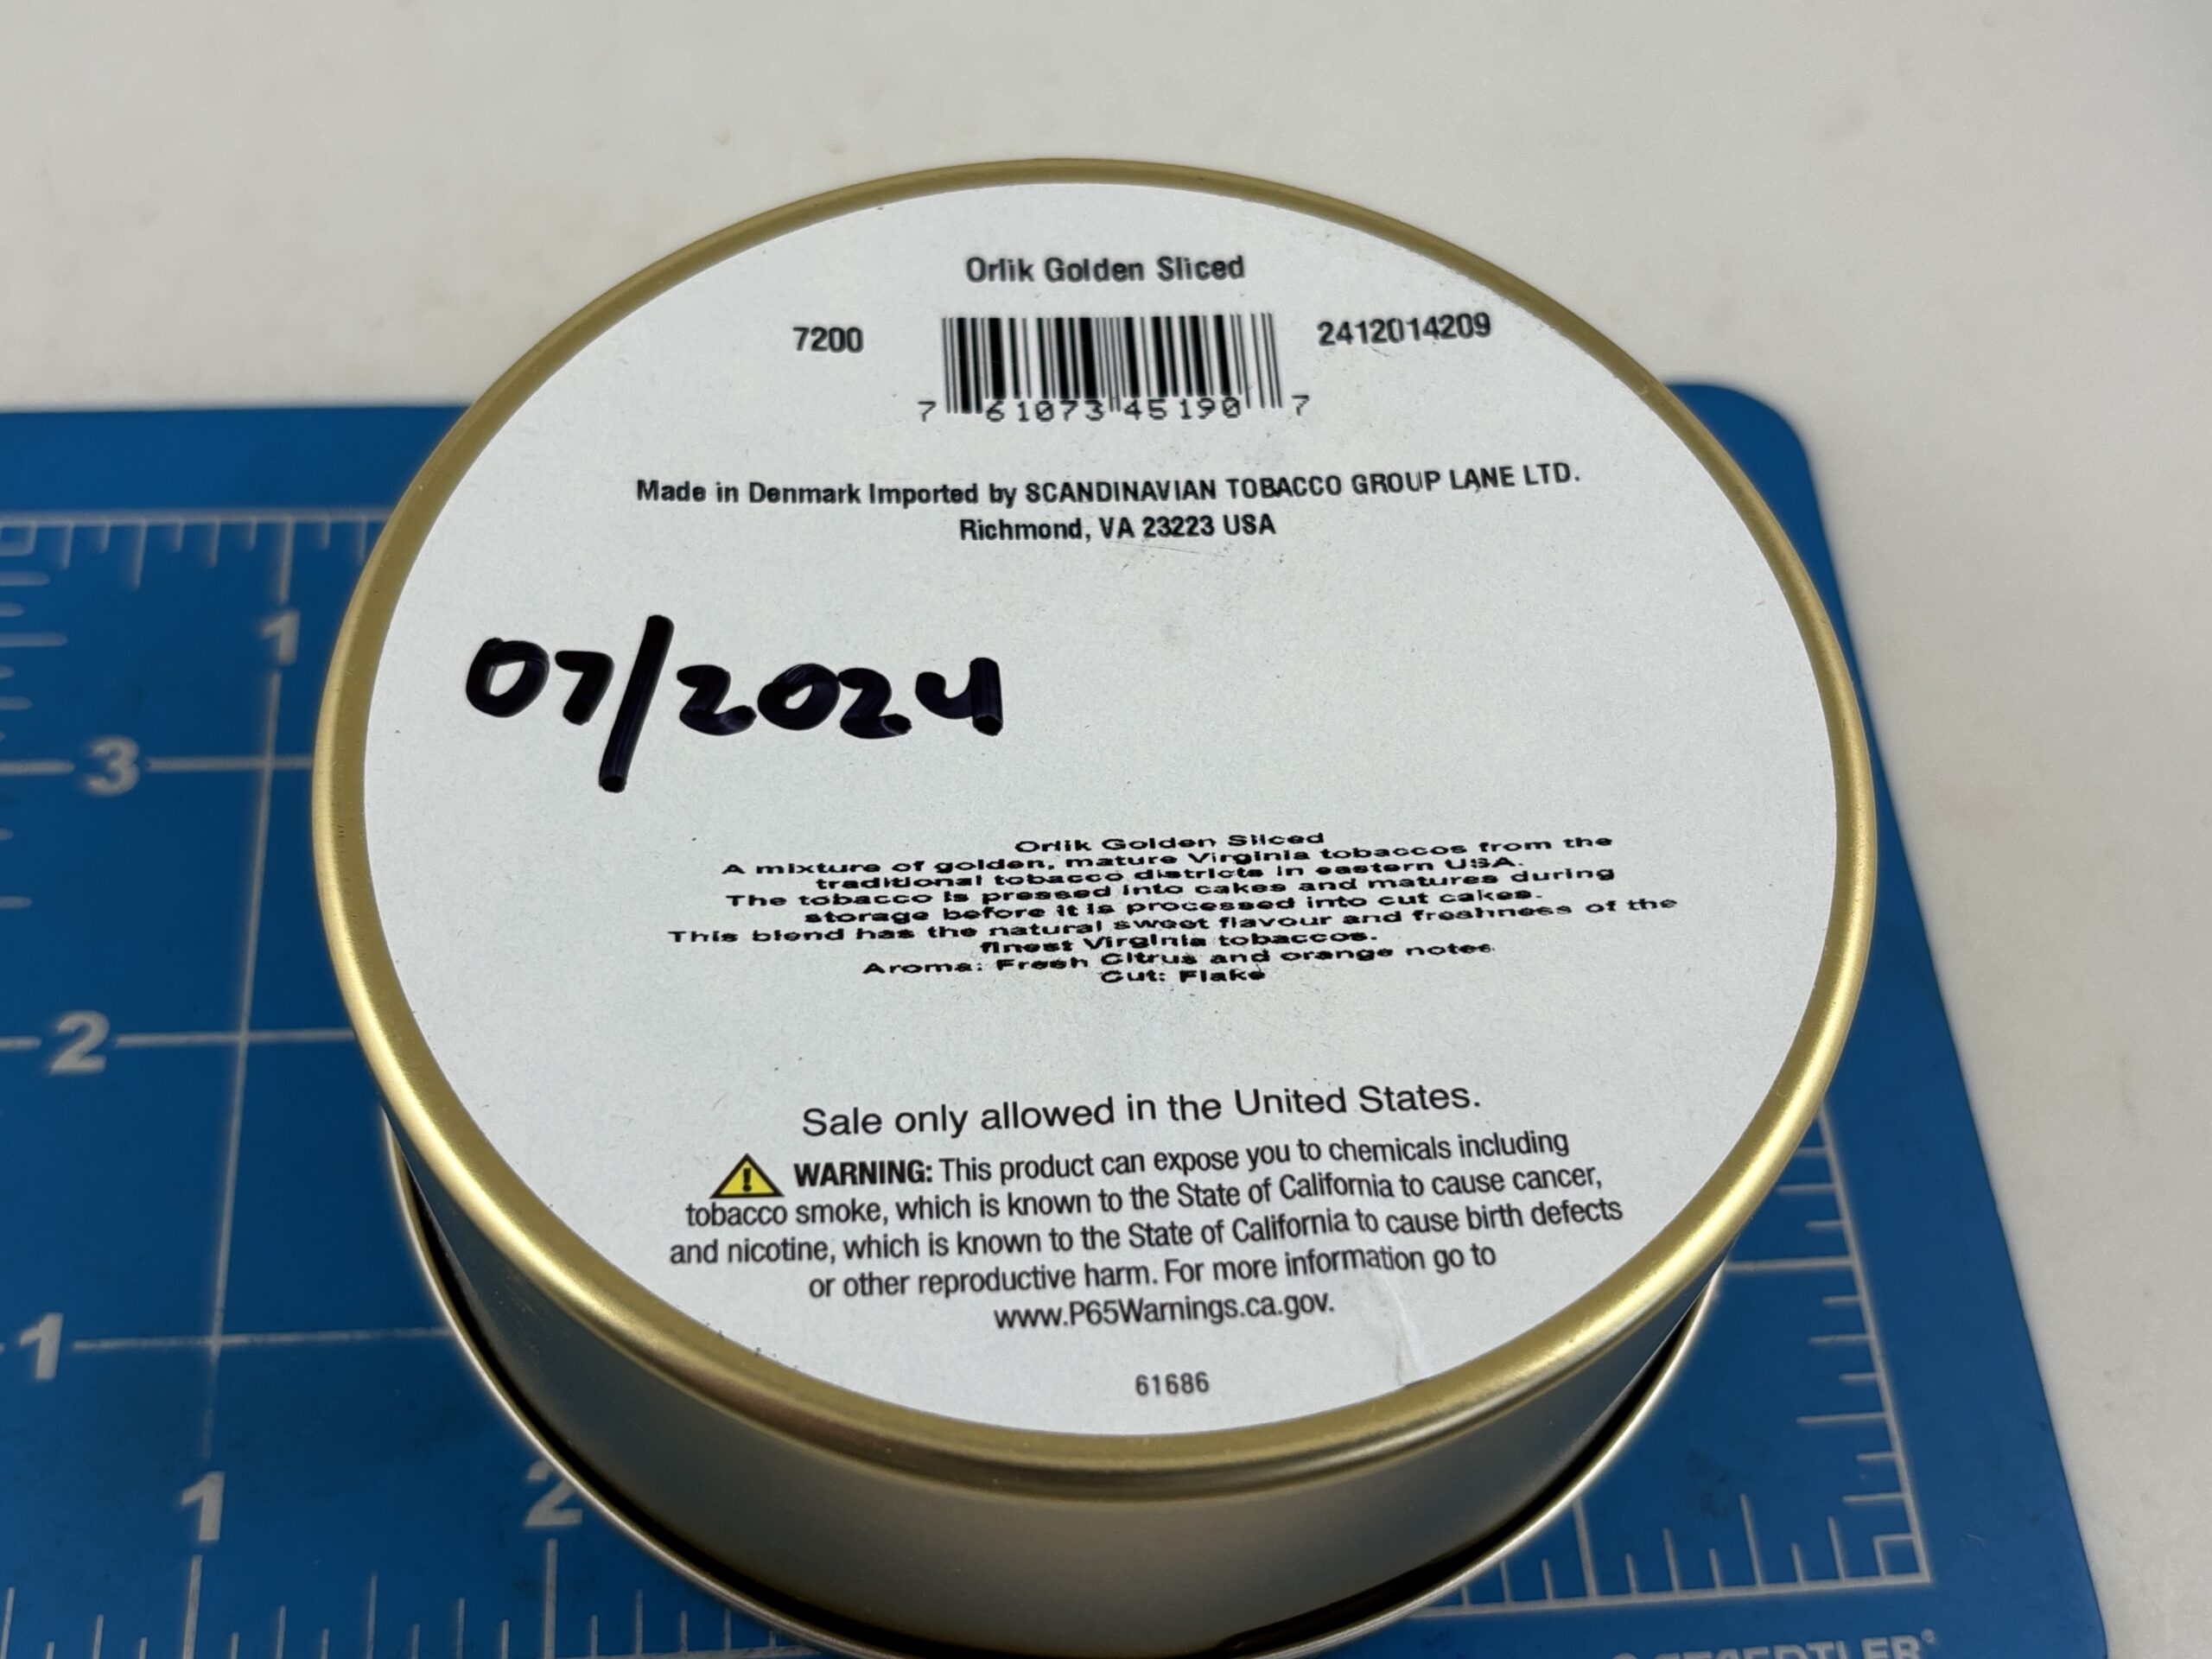 Orlik Golden Sliced
7200
2412014209
7 61073 45190 7
Made in Denmark Imported by SCANDINAVIAN TOBACCO GROUP LANE LTD.
Richmond, VA 23223 USA
07/2024
Orlik Golden Sliced
A mixture of golden, mature Virginia tobaccos from the
traditional tobacco districts in eastern USA.
The tobacco is pressed into cakes and matures during
storage before it is processed into cut cakes.
This blend has the natural sweet flavour and freshness of the
finest Virginia tobaccos.
Aroma: Fresh Citrus and orange notes
Cut: Flake
Sale only allowed in the United States.
WARNING: This product can expose you to chemicals including
tobacco smoke, which is known to the State of California to cause cancer,
and nicotine, which is known to the State of California to cause birth defects
or other reproductive harm. For more information go to
www.P65Warnings.ca.gov.
61686
1
3
2
1
1
2
STAEDTLER®